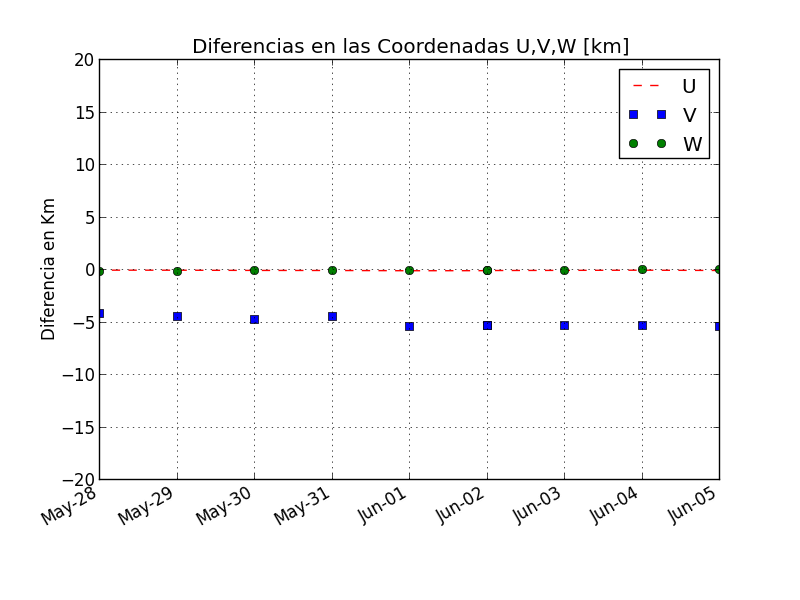 Diferencias en las Coordenadas U,V,W [km]
U
V
W
20
15
10
5
0
−5
−10
−15
−20
Diferencia en Km
May-28
May-29
May-30
May-31
Jun-01
Jun-02
Jun-03
Jun-04
Jun-05